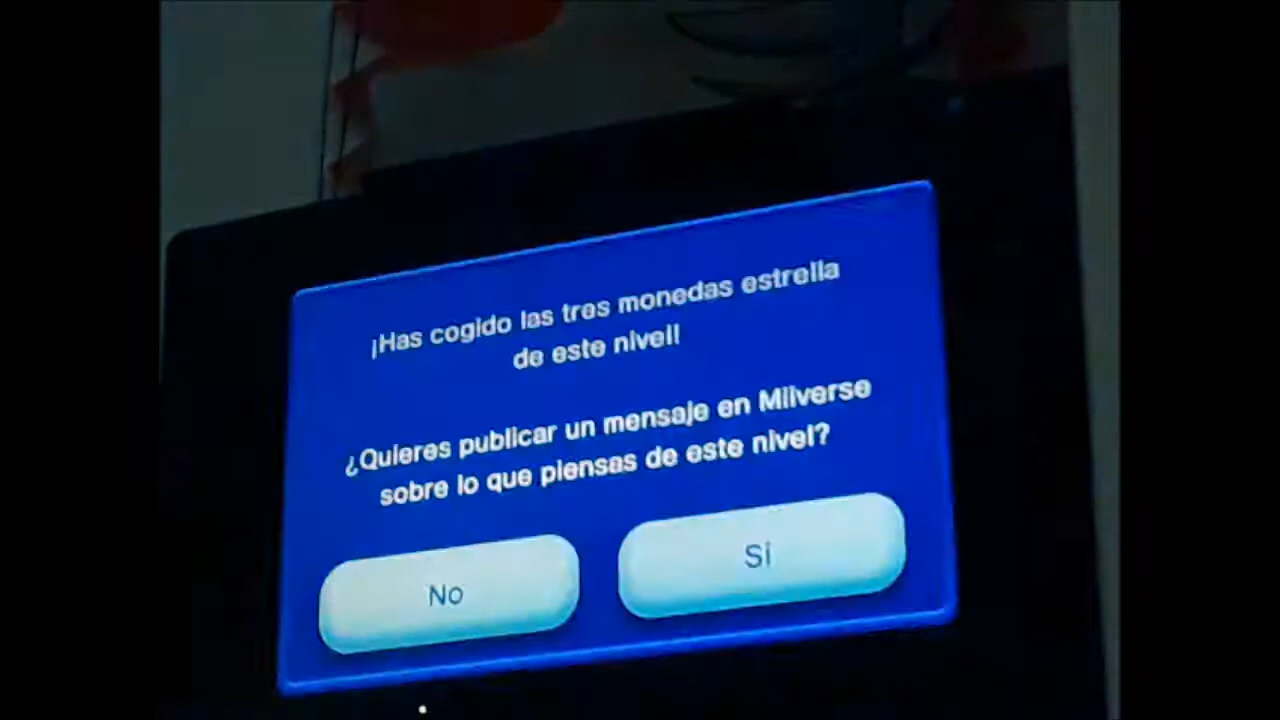 ¡Has cogido las tres monedas estrella
de este nivel!
¿Quieres publicar un mensaje en Miiverse
sobre lo que piensas de este nivel?
No
Sí